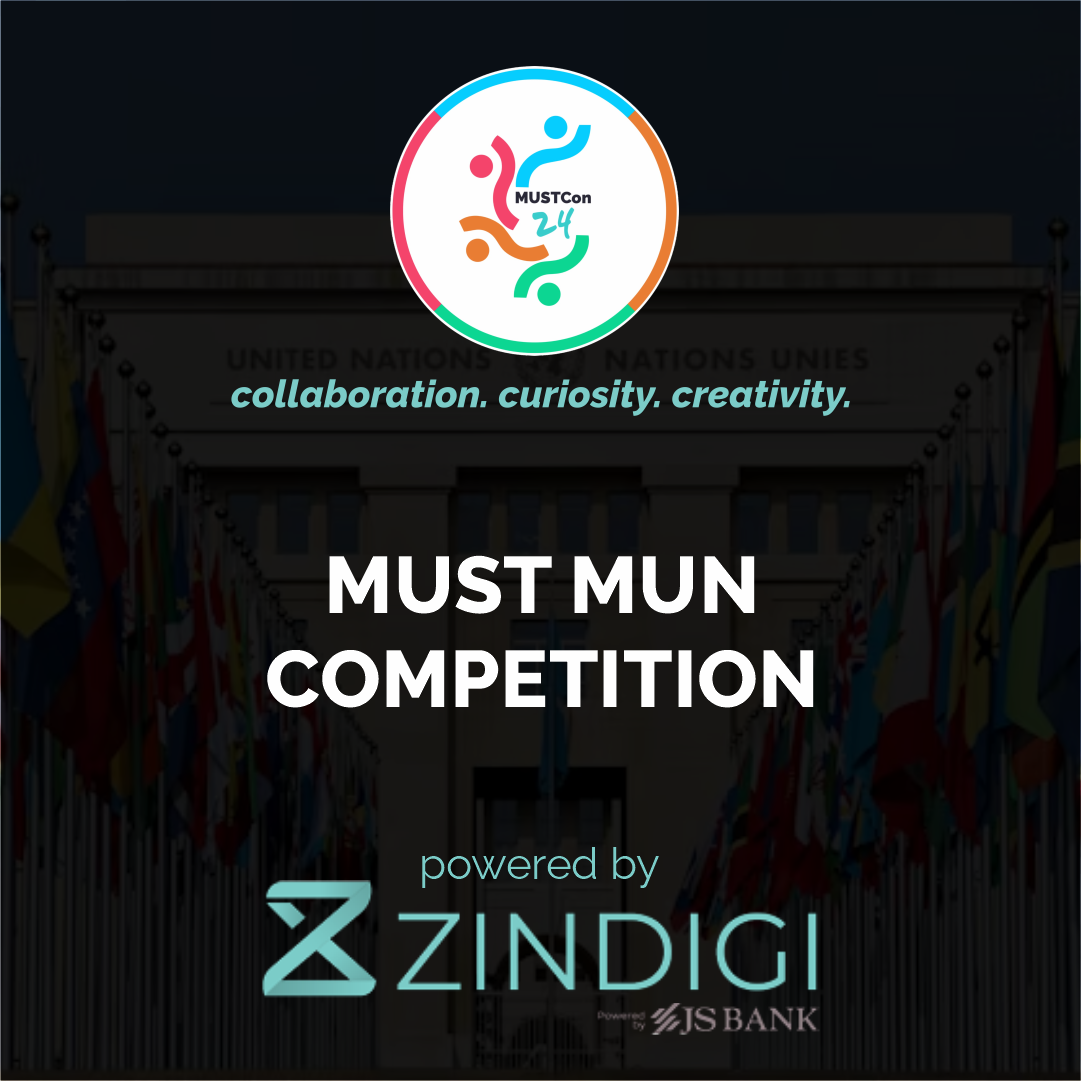 MUSTCon
24
UNITED NATIONS NATIONS UNIES
collaboration. curiosity. creativity.
MUST MUN
COMPETITION
powered by
ZINDIGI
Powered by JS BANK